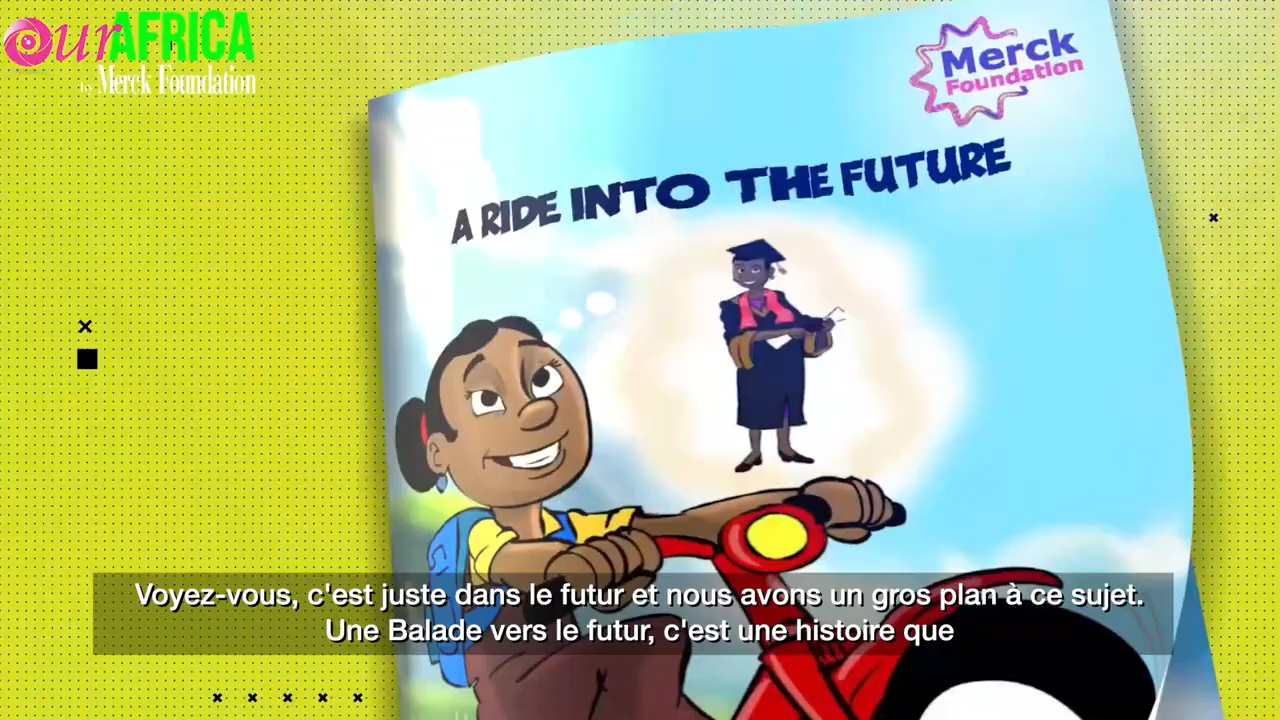 OurAFRICA
by Merck Foundation
Merck
Foundation
A RIDE INTO THE FUTURE
Voyez-vous, c'est juste dans le futur et nous avons un gros plan à ce sujet.
Une Balade vers le futur, c'est une histoire que